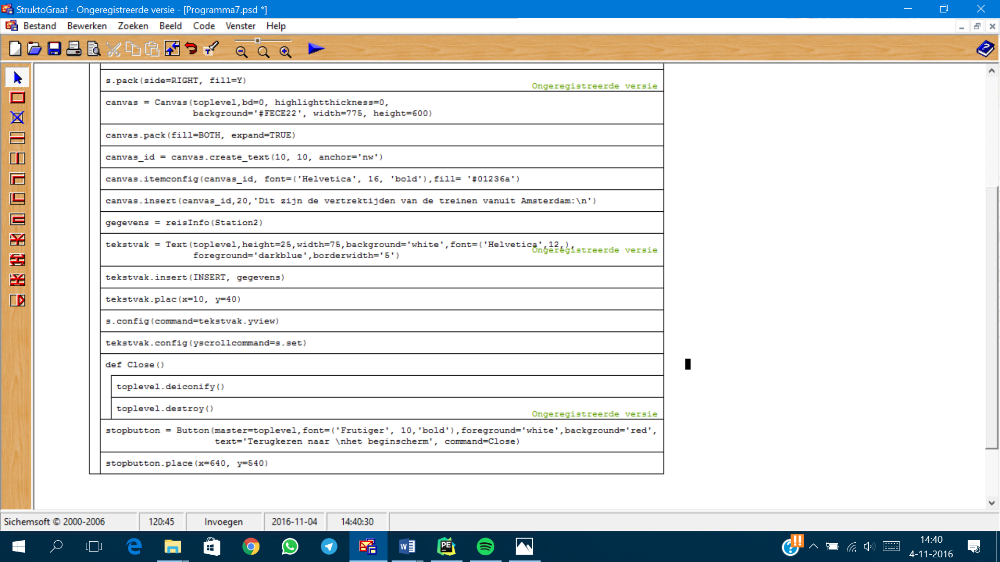 StruktoGraaf - Ongeregistreerde versie - [Programma7.psd *]
Bestand Bewerken Zoeken Beeld Code Venster Help
s.pack(side=RIGHT, fill=Y)
Ongeregistreerde versie
canvas = Canvas(toplevel,bd=0, highlightthickness=0,
background='#FECE22', width=775, height=600)
canvas.pack(fill=BOTH, expand=TRUE)
canvas_id = canvas.create_text(10, 10, anchor='nw')
canvas.itemconfig(canvas_id, font=('Helvetica', 16, 'bold'),fill= '#01236a')
canvas.insert(canvas_id,20,'Dit zijn de vertrektijden van de treinen vanuit Amsterdam:\n')
gegevens = reisInfo(Station2)
tekstvak = Text(toplevel,height=25,width=75,background='white',font=('Helvetica',12,),
Ongeregistreerde versie
foreground='darkblue',borderwidth='5')
tekstvak.insert(INSERT, gegevens)
tekstvak.plac(x=10, y=40)
s.config(command=tekstvak.yview)
tekstvak.config(yscrollcommand=s.set)
def Close()
toplevel.deiconify()
toplevel.destroy()
Ongeregistreerde versie
stopbutton = Button(master=toplevel,font=('Frutiger', 10,'bold'),foreground='white',background='red',
text='Terugkeren naar \nhet beginscherm', command=Close)
stopbutton.place(x=640, y=540)
Sichemsoft © 2000-2006 120:45 Invoegen 2016-11-04 14:40:30
14:40
4-11-2016